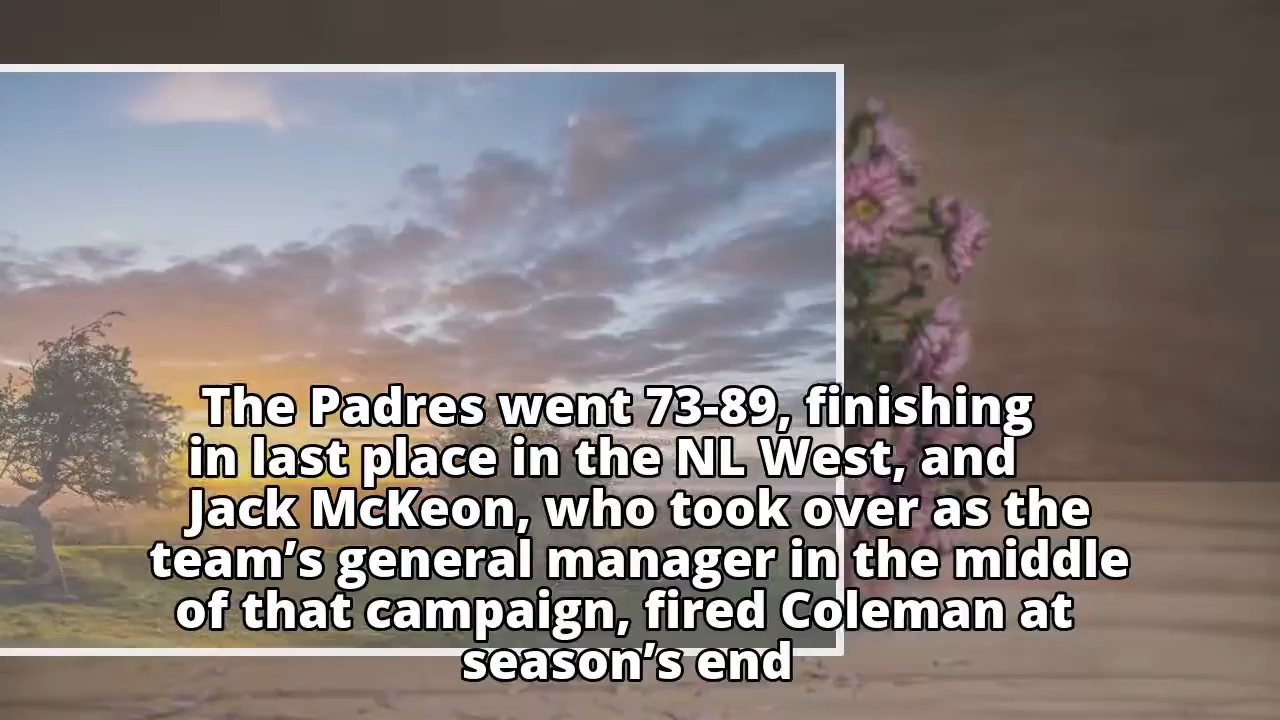 The Padres went 73-89, finishing
in last place in the NL West, and
Jack McKeon, who took over as the
team’s general manager in the middle
of that campaign, fired Coleman at
season’s end